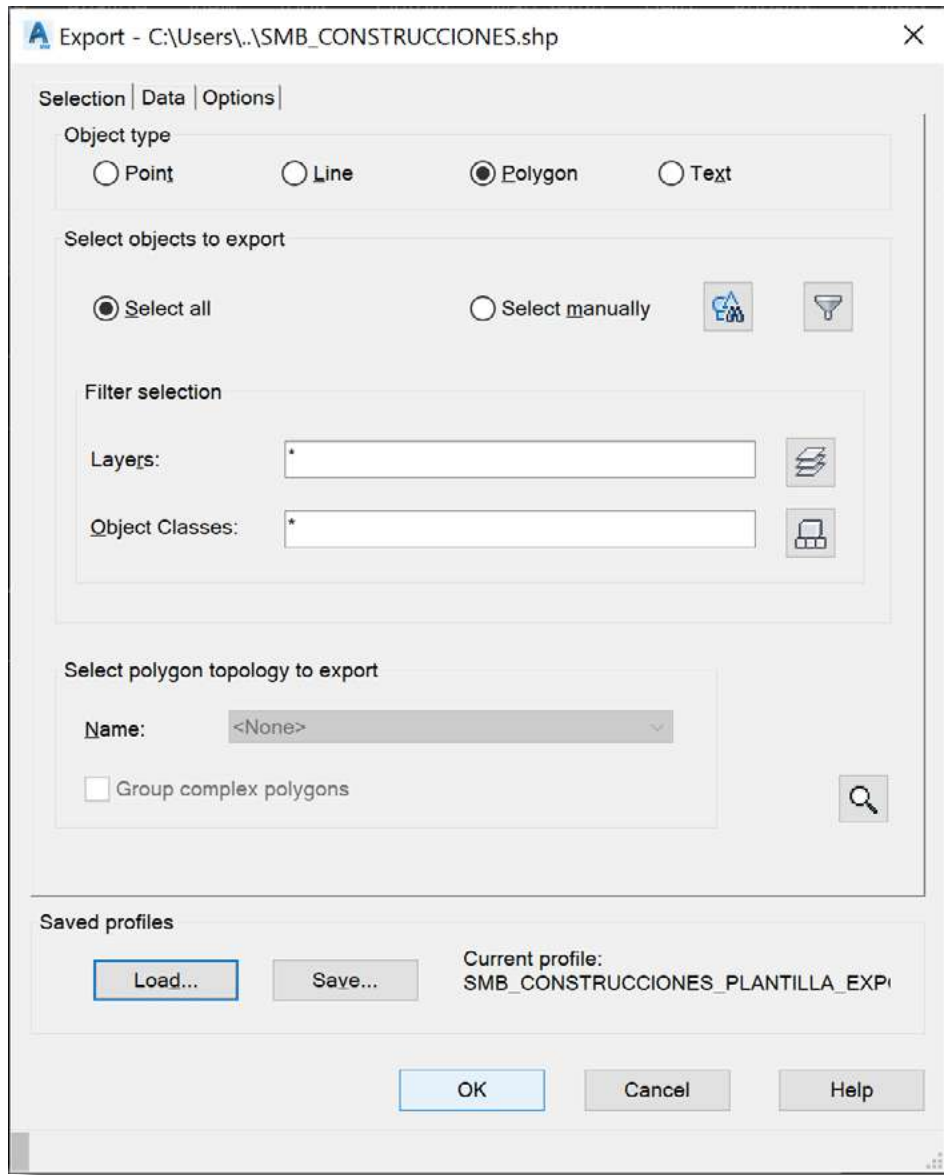 Export - C:\Users\..\SMB_CONSTRUCCIONES.shp
Selection Data Options
Object type
Point Line Polygon Text
Select objects to export
Select all Select manually
Filter selection
Layers: *
Object Classes: *
Select polygon topology to export
Name: <None>
Group complex polygons
Saved profiles
Load... Save... Current profile:
SMB_CONSTRUCCIONES_PLANTILLA_EXP
OK Cancel Help